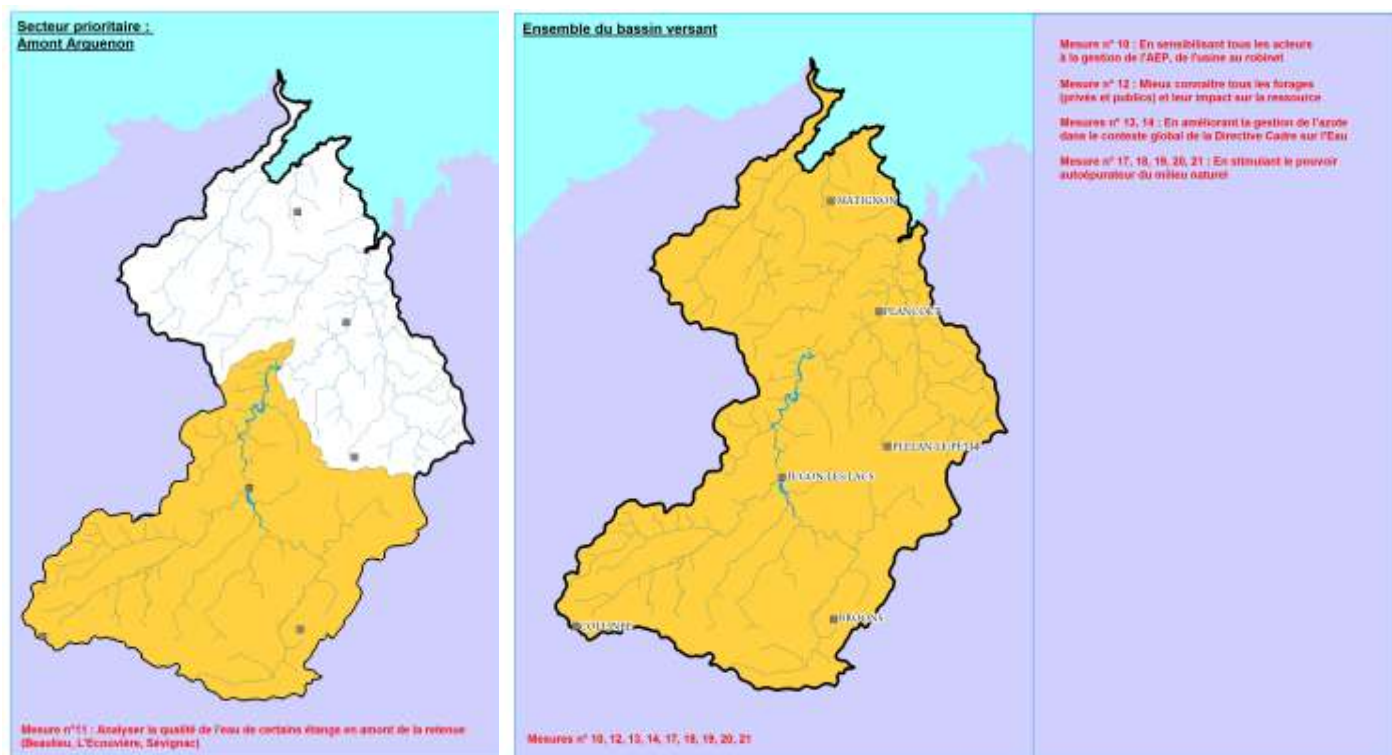 Secteur prioritaire :
Amont Arguenon
Mesure n°11 : Analyser la qualité de l'eau de certains étangs en amont de la retenue
(Beaulieu, L'Ecnovière, Sévignac)
Ensemble du bassin versant
MATIGNON
PLANCOET
PLELAN-LE-PETIT
JUGON-LES-LACS
COLLINEE
BROONS
Mesures n° 10, 12, 13, 14, 17, 18, 19, 20, 21
Mesure n° 10 : En sensibilisant tous les acteurs
à la gestion de l'AEP, de l'usine au robinet
Mesure n° 12 : Mieux connaître tous les forages
(privés et publics) et leur impact sur la ressource
Mesures n° 13, 14 : En améliorant la gestion de l'azote
dans le contexte global de la Directive Cadre sur l'Eau
Mesure n° 17, 18, 19, 20, 21 : En stimulant le pouvoir
autoépurateur du milieu naturel